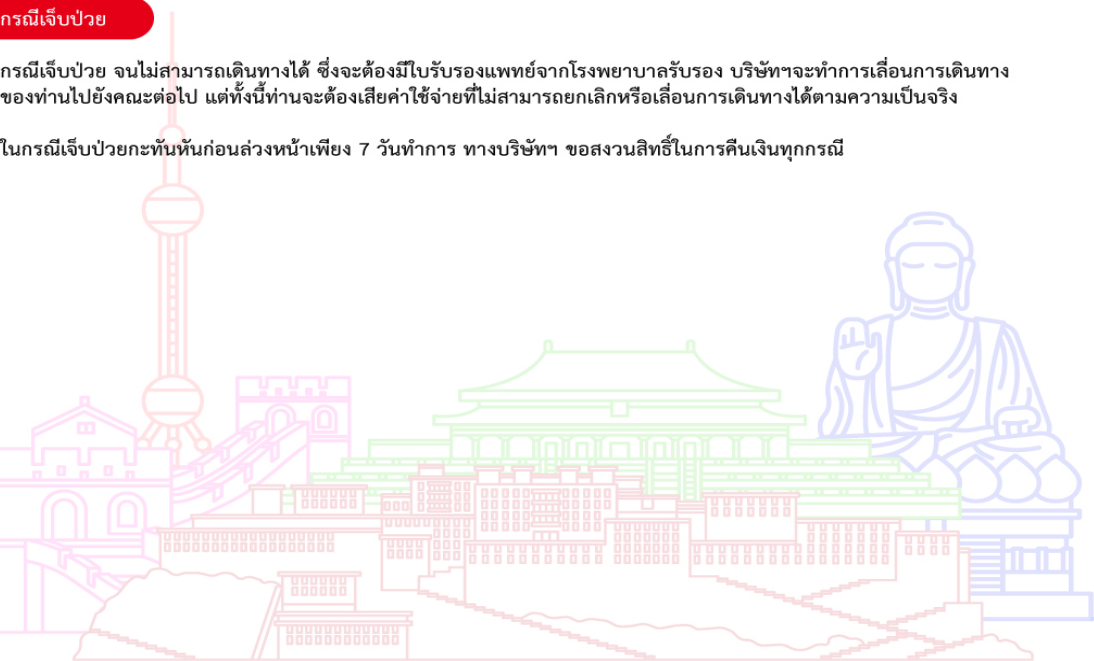 กรณีเจ็บป่วย
กรณีเจ็บป่วย จนไม่สามารถเดินทางได้ ซึ่งจะต้องมีใบรับรองแพทย์จากโรงพยาบาลรับรอง บริษัทฯจะทำการเลื่อนการเดินทาง
ของท่านไปยังคณะต่อไป แต่ทั้งนี้ท่านจะต้องเสียค่าใช้จ่ายที่ไม่สามารถยกเลิกหรือเลื่อนการเดินทางได้ตามความเป็นจริง
ในกรณีเจ็บป่วยกะทันหันก่อนล่วงหน้าเพียง 7 วันทำการ ทางบริษัทฯ ขอสงวนสิทธิ์ในการคืนเงินทุกกรณี